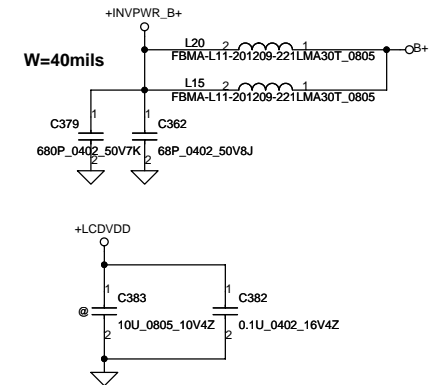 +INVPWR_B+
L20
2 1
FBMA-L11-201209-221LMA30T_0805
B+
W=40mils
L15
2 1
FBMA-L11-201209-221LMA30T_0805
1 1
C379 C362
680P_0402_50V7K 68P_0402_50V8J
2 2
+LCDVDD
1 1
C383 C382
@
10U_0805_10V4Z 0.1U_0402_16V4Z
2 2